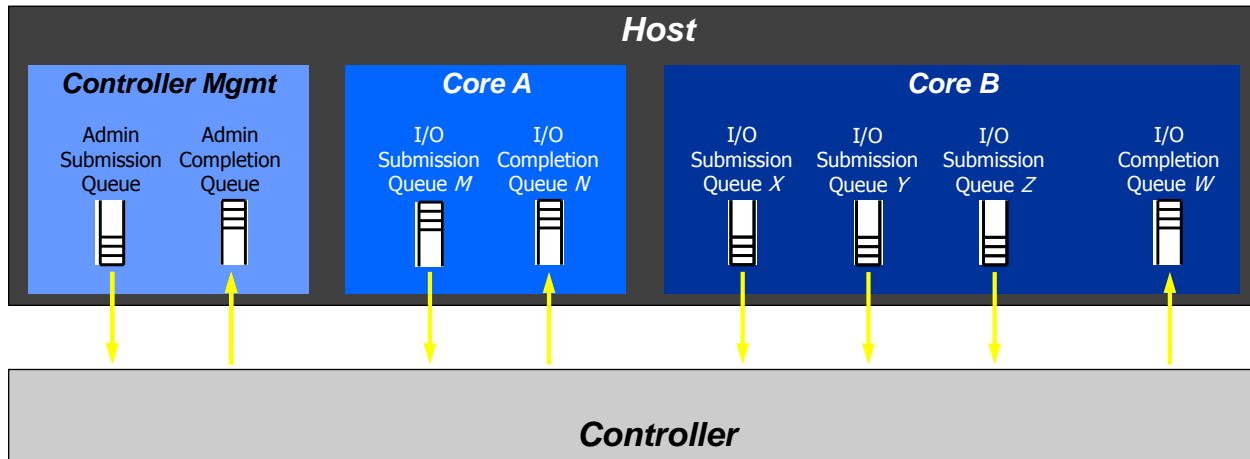 Host
Controller Mgmt
Admin
Submission
Queue
Admin
Completion
Queue
Core A
I/O
Submission
Queue M
I/O
Completion
Queue N
Core B
I/O
Submission
Queue X
I/O
Submission
Queue Y
I/O
Submission
Queue Z
I/O
Completion
Queue W
Controller